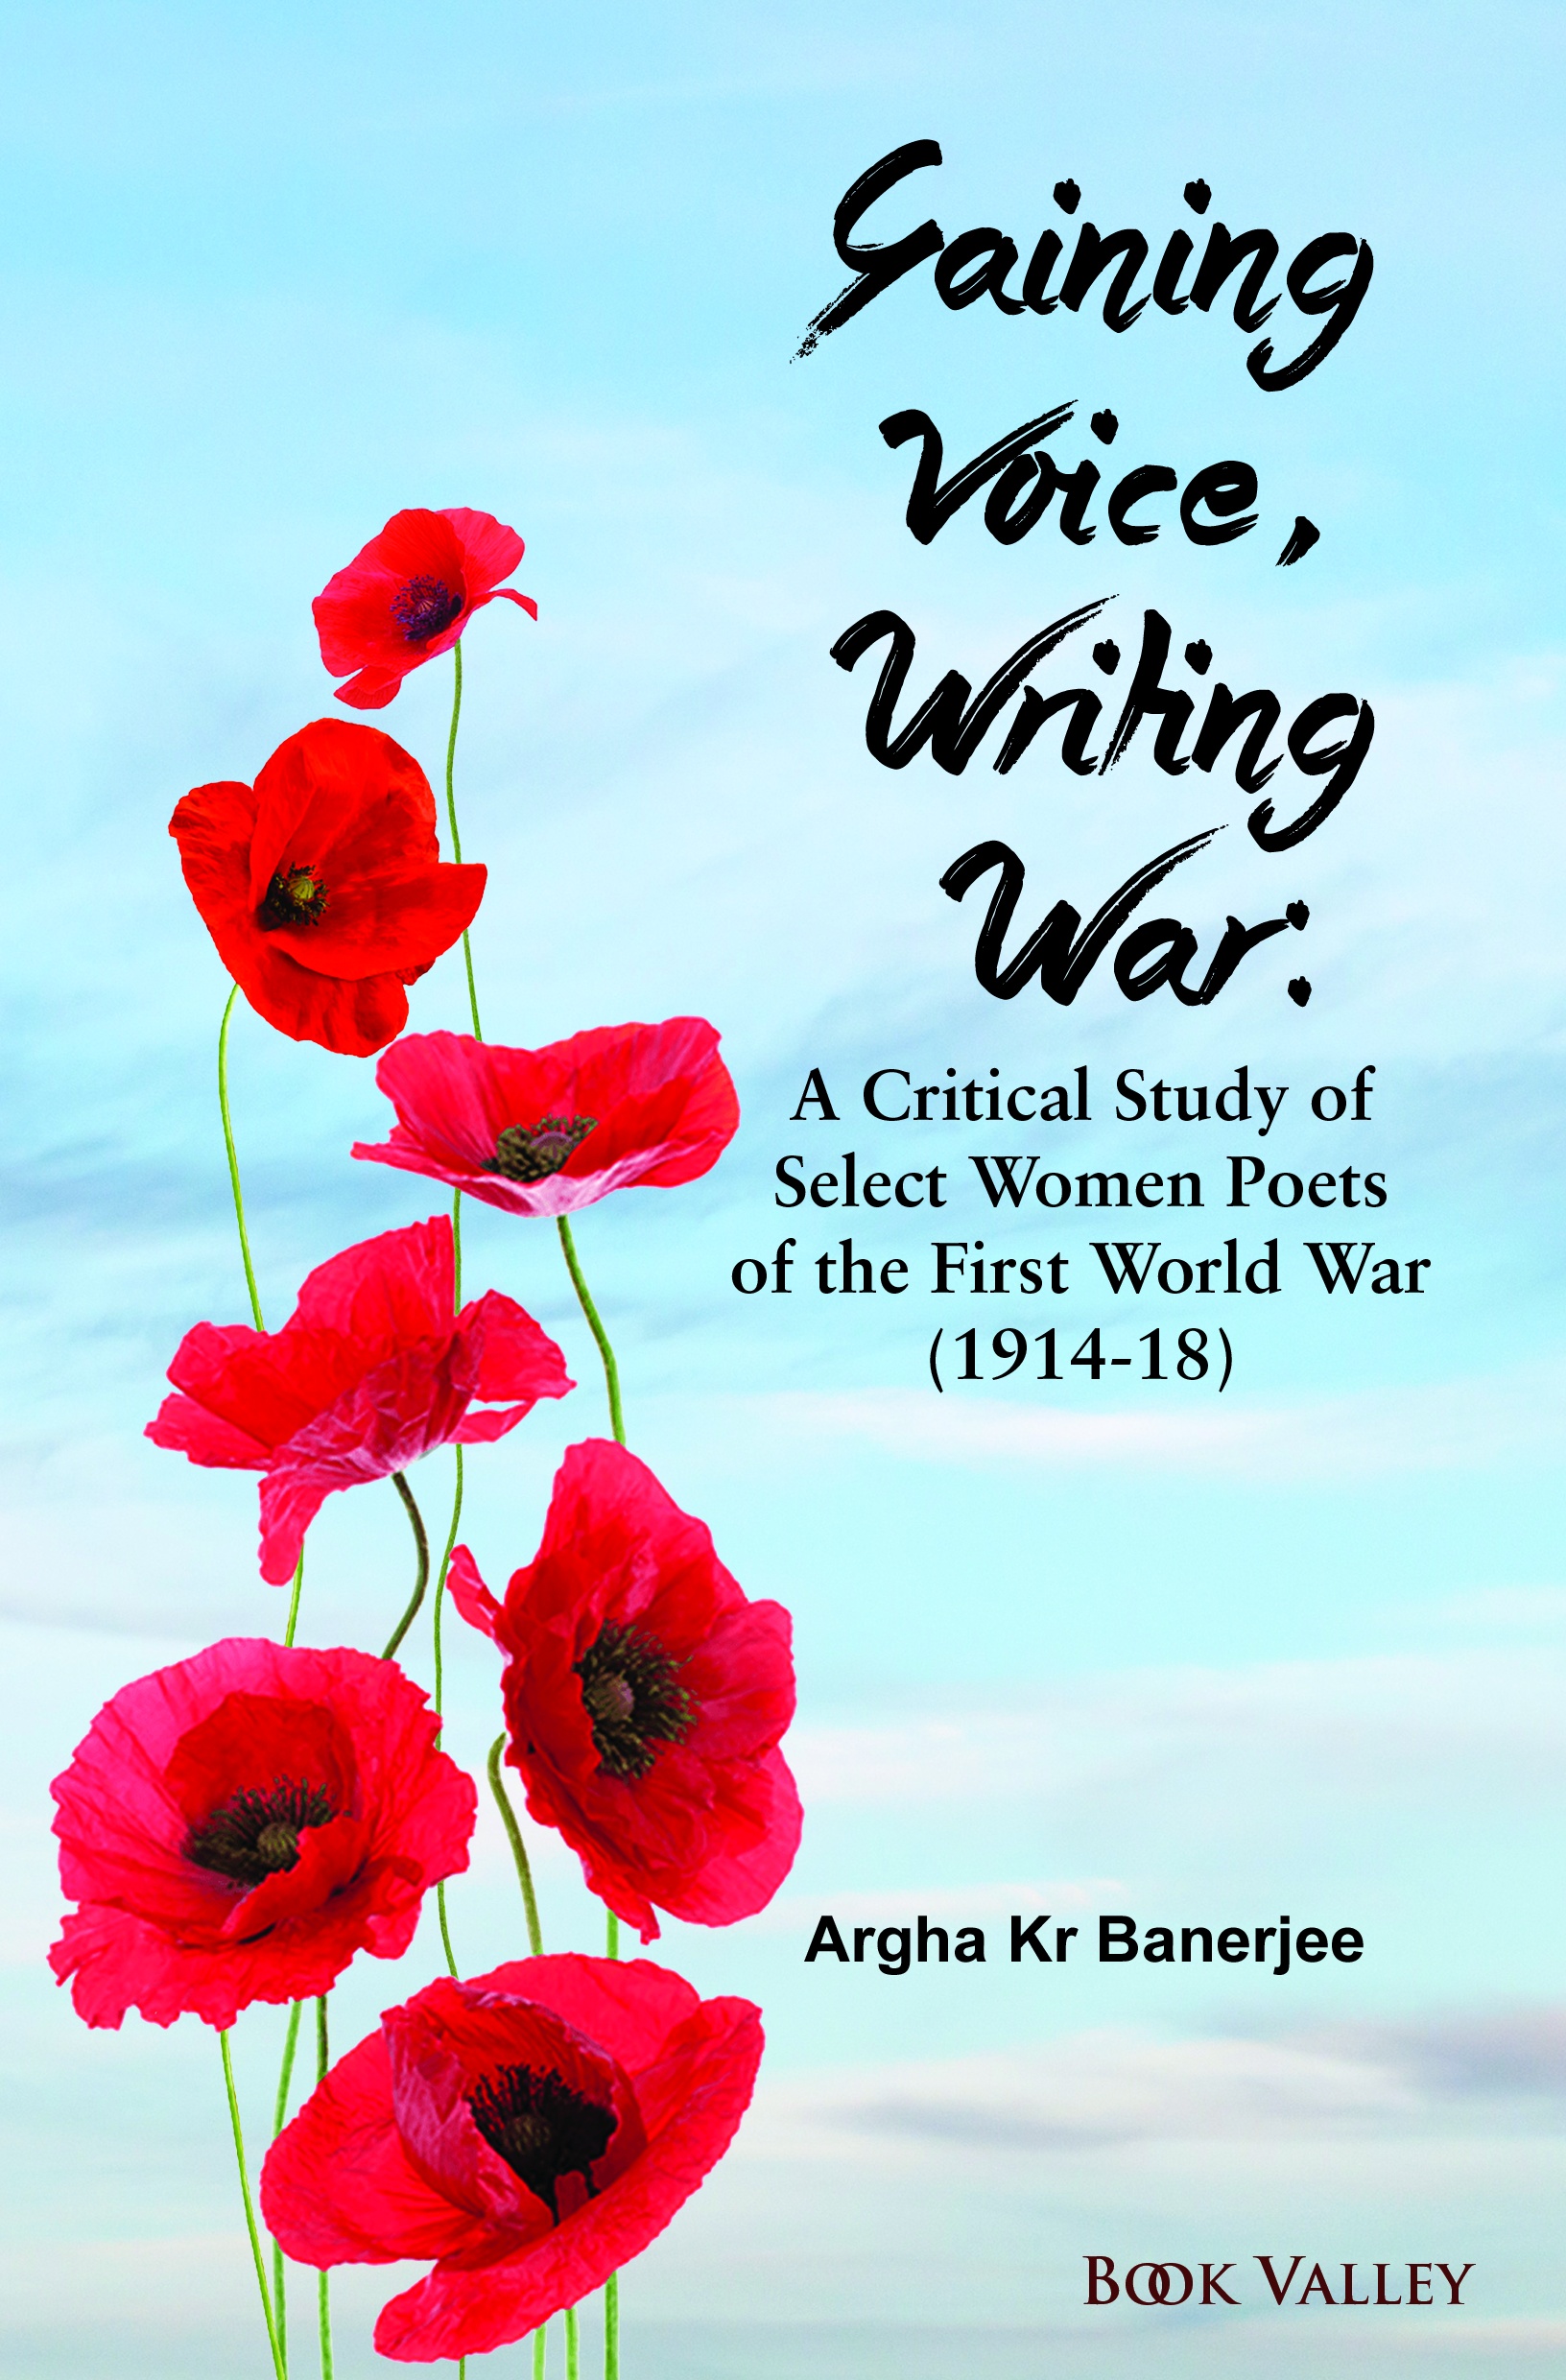 Gaining
Voice,
Writing
War:
A Critical Study of
Select Women Poets
of the First World War
(1914-18)
Argha Kr Banerjee
BOOK VALLEY